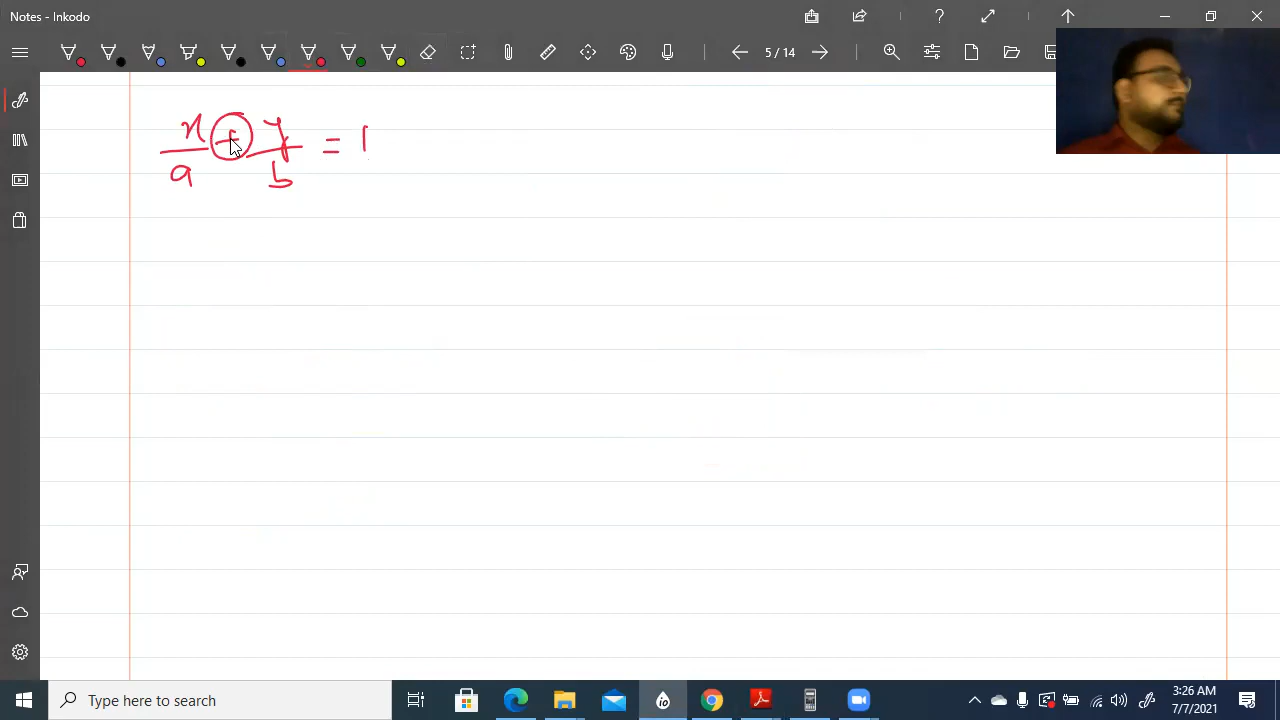 Notes - Inkodo
5 / 14
x/a + y/b = 1
Type here to search
3:26 AM
7/7/2021